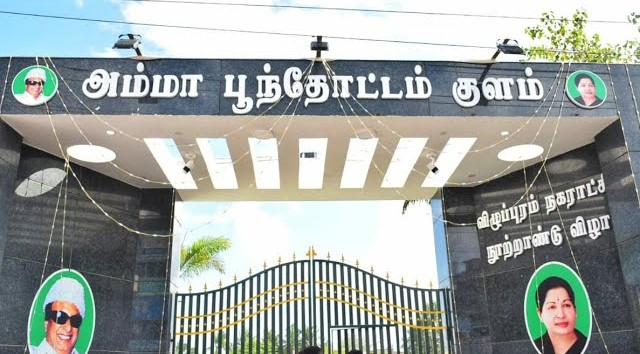 அம்மா பூந்தோட்டம் குளம்
விழுப்புரம் நகராட்சி
நூற்றாண்டு விழா